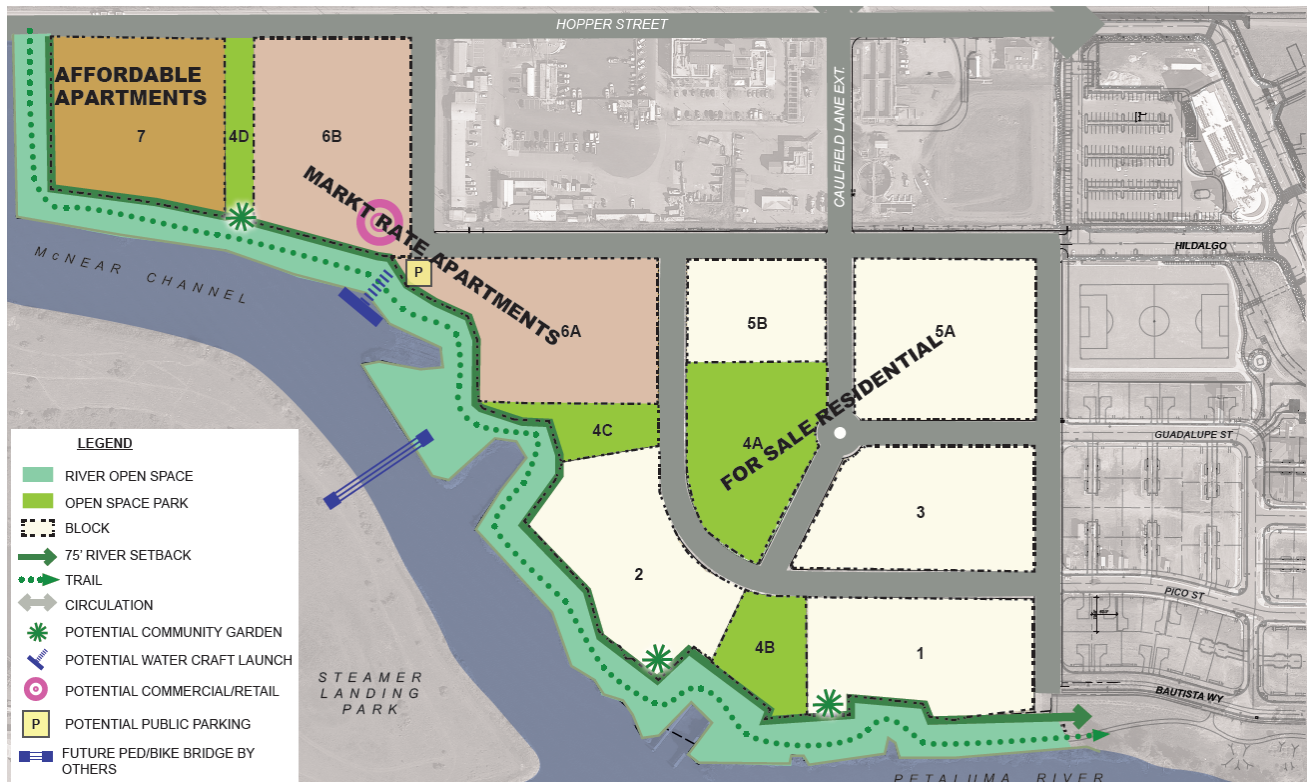 HOPPER STREET
AFFORDABLE
APARTMENTS
7
4D
6B
MARKT RATE APARTMENTS
CAULFIELD LANE EXT.
HILDALGO
McNEAR CHANNEL
P
6A
5B
5A
4C
4A
FOR SALE RESIDENTIAL
GUADALUPE ST
3
2
PICO ST
4B
1
BAUTISTA WY
STEAMER
LANDING
PARK
PETALUMA RIVER
LEGEND
RIVER OPEN SPACE
OPEN SPACE PARK
BLOCK
75' RIVER SETBACK
TRAIL
CIRCULATION
POTENTIAL COMMUNITY GARDEN
POTENTIAL WATER CRAFT LAUNCH
POTENTIAL COMMERCIAL/RETAIL
P POTENTIAL PUBLIC PARKING
FUTURE PED/BIKE BRIDGE BY
OTHERS